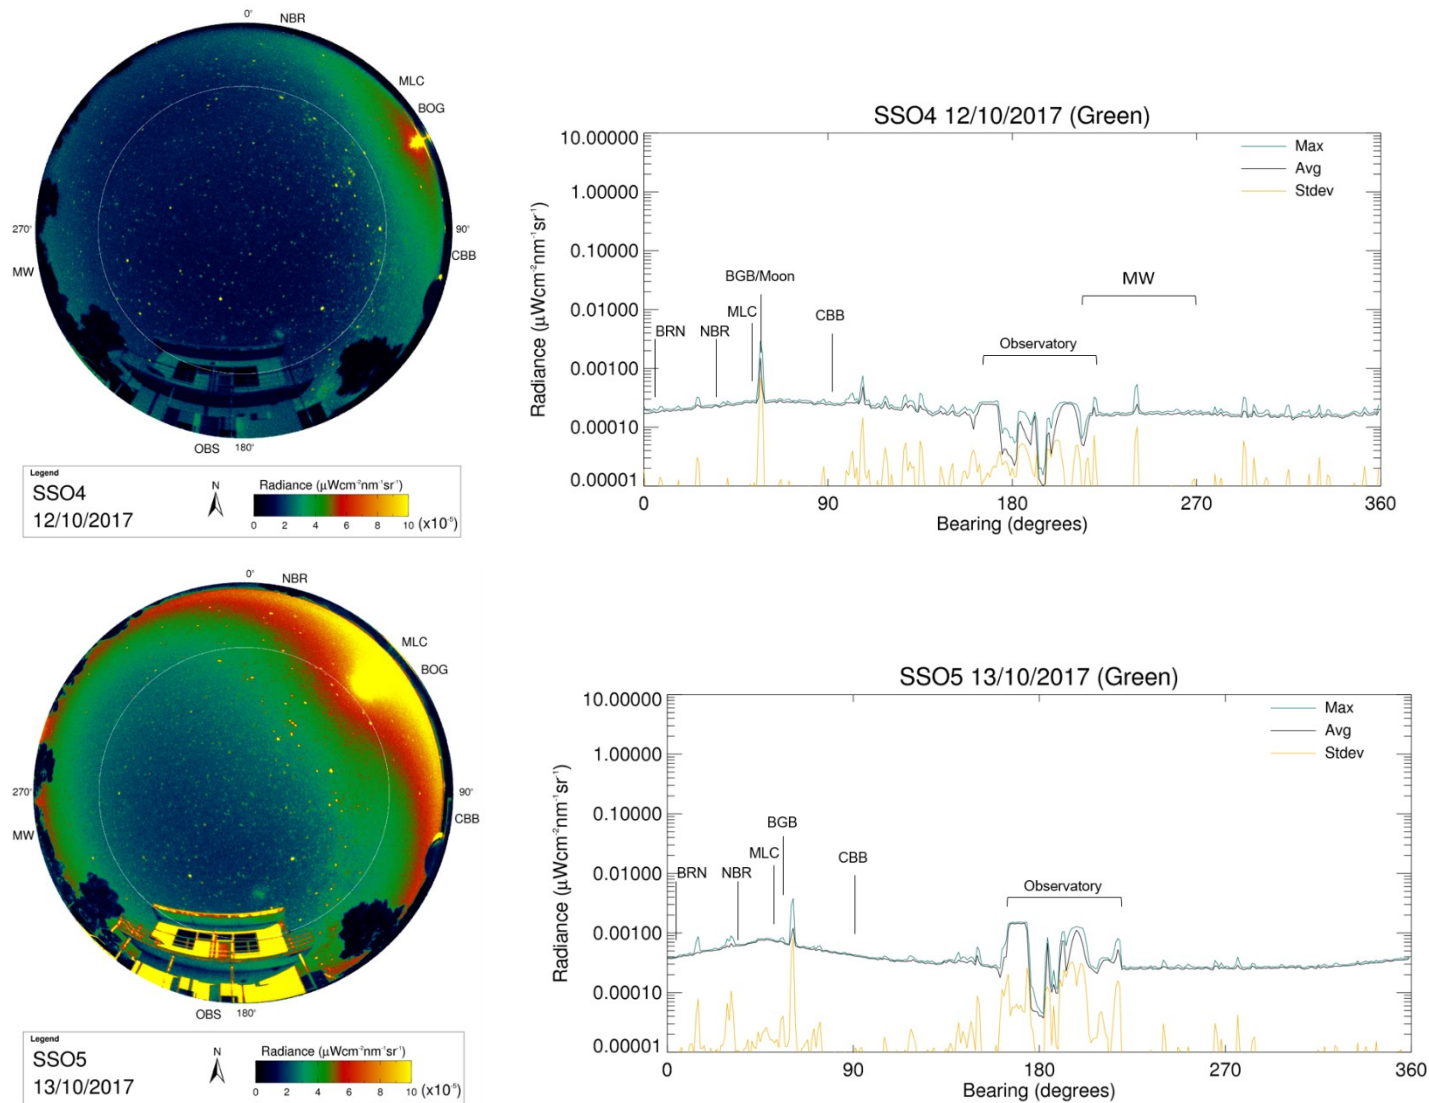 0°
NBR
MLC
BOG
270°
90°
MW
CBB
OBS
180°
Legend
SSO4
12/10/2017
N
Radiance (μWcm⁻²nm⁻¹sr⁻¹)
0 2 4 6 8 10 (x10⁻⁵)
SSO4 12/10/2017 (Green)
10.00000
1.00000
0.10000
0.01000
0.00100
0.00010
0.00001
Radiance (μWcm⁻²nm⁻¹sr⁻¹)
Max
Avg
Stdev
BGB/Moon
MW
MLC
CBB
BRN
NBR
Observatory
0 90 180 270 360
Bearing (degrees)
0°
NBR
MLC
BOG
270°
90°
CBB
MW
OBS
180°
Legend
SSO5
13/10/2017
N
Radiance (μWcm⁻²nm⁻¹sr⁻¹)
0 2 4 6 8 10 (x10⁻⁵)
SSO5 13/10/2017 (Green)
10.00000
1.00000
0.10000
0.01000
0.00100
0.00010
0.00001
Radiance (μWcm⁻²nm⁻¹sr⁻¹)
Max
Avg
Stdev
BGB
MLC
CBB
BRN
NBR
Observatory
0 90 180 270 360
Bearing (degrees)